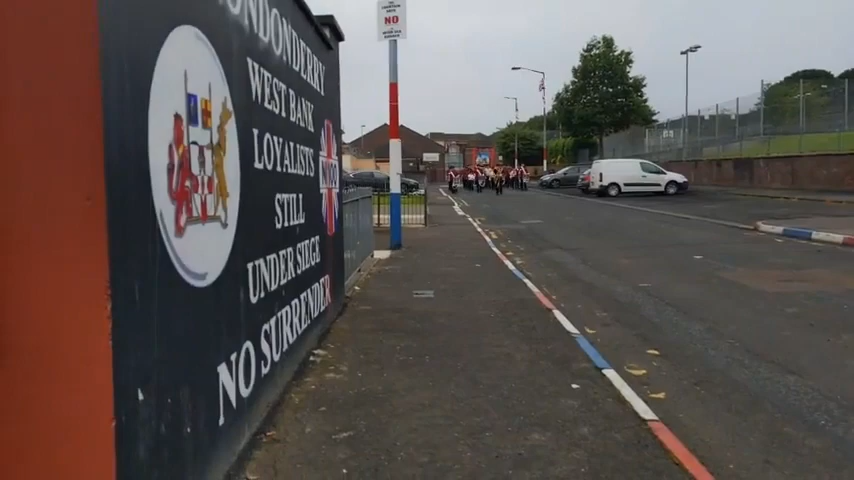 LONDONDERRY
WEST BANK
LOYALISTS
STILL
UNDER SIEGE
NO SURRENDER
NO